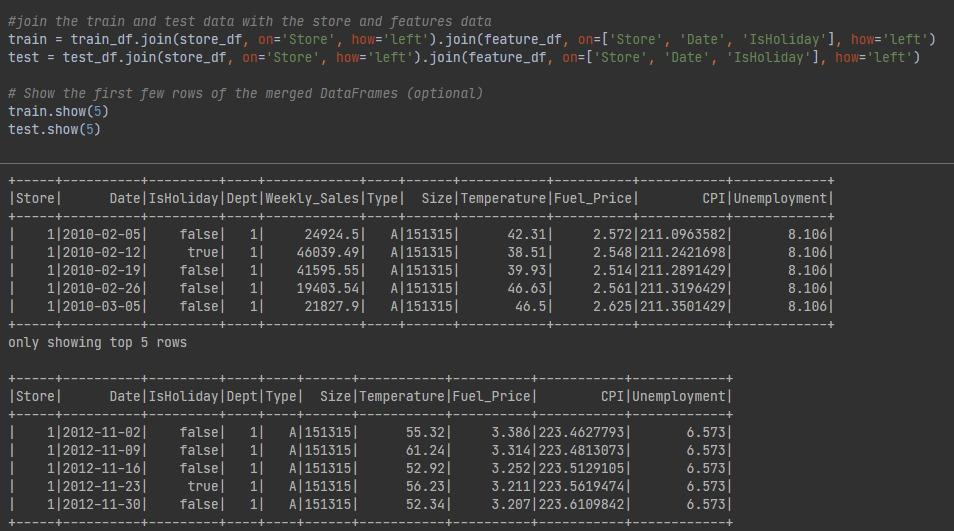 #join the train and test data with the store and features data
train = train_df.join(store_df, on='Store', how='left').join(feature_df, on=['Store', 'Date', 'IsHoliday'], how='left')
test = test_df.join(store_df, on='Store', how='left').join(feature_df, on=['Store', 'Date', 'IsHoliday'], how='left')
# Show the first few rows of the merged DataFrames (optional)
train.show(5)
test.show(5)
+-----+----------+---------+----+------------+----+------+-----------+----------+-----------+------------+
|Store|      Date|IsHoliday|Dept|Weekly_Sales|Type|  Size|Temperature|Fuel_Price|        CPI|Unemployment|
+-----+----------+---------+----+------------+----+------+-----------+----------+-----------+------------+
|    1|2010-02-05|    false|   1|     24924.5|   A|151315|      42.31|     2.572|211.0963582|       8.106|
|    1|2010-02-12|     true|   1|    46039.49|   A|151315|      38.51|     2.548|211.2421698|       8.106|
|    1|2010-02-19|    false|   1|    41595.55|   A|151315|      39.93|     2.514|211.2891429|       8.106|
|    1|2010-02-26|    false|   1|    19403.54|   A|151315|      46.63|     2.561|211.3196429|       8.106|
|    1|2010-03-05|    false|   1|     21827.9|   A|151315|       46.5|     2.625|211.3501429|       8.106|
+-----+----------+---------+----+------------+----+------+-----------+----------+-----------+------------+
only showing top 5 rows
+-----+----------+---------+----+----+------+-----------+----------+-----------+------------+
|Store|      Date|IsHoliday|Dept|Type|  Size|Temperature|Fuel_Price|        CPI|Unemployment|
+-----+----------+---------+----+----+------+-----------+----------+-----------+------------+
|    1|2012-11-02|    false|   1|   A|151315|      55.32|     3.386|223.4627793|       6.573|
|    1|2012-11-09|    false|   1|   A|151315|      61.24|     3.314|223.4813073|       6.573|
|    1|2012-11-16|    false|   1|   A|151315|      52.92|     3.252|223.5129105|       6.573|
|    1|2012-11-23|     true|   1|   A|151315|      56.23|     3.211|223.5619474|       6.573|
|    1|2012-11-30|    false|   1|   A|151315|      52.34|     3.207|223.6109842|       6.573|
+-----+----------+---------+----+----+------+-----------+----------+-----------+------------+